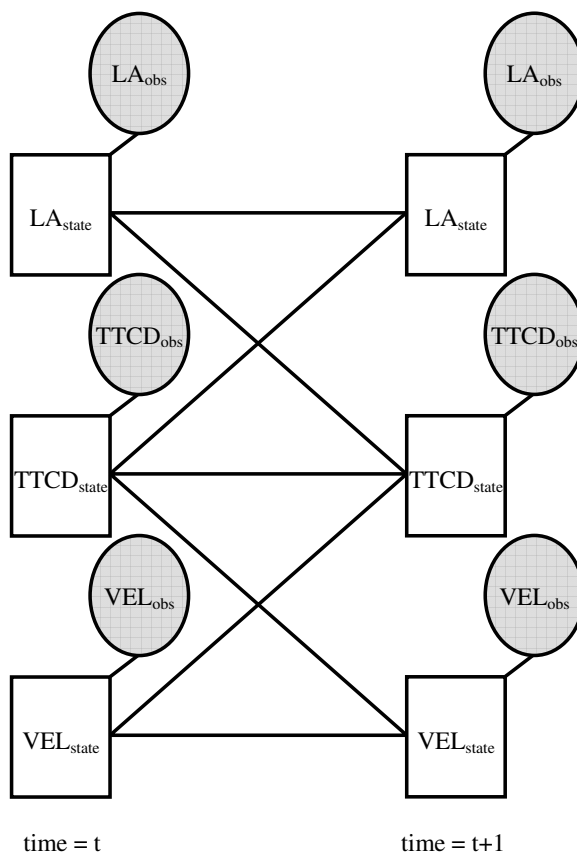 LAobs LAobs
LAstate LAstate
TTCDobs TTCDobs
TTCDstate TTCDstate
VELobs VELobs
VELstate VELstate
time = t time = t+1